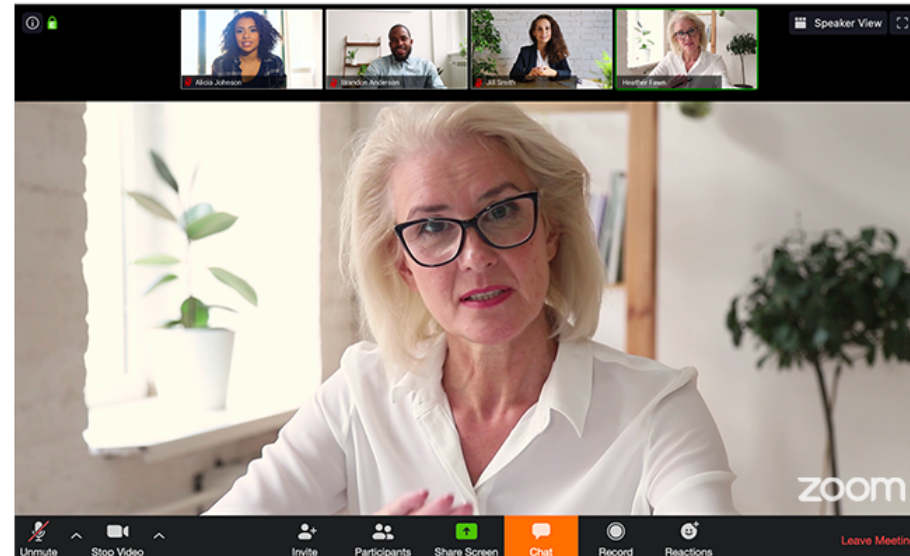 Speaker View
Alicia Johnson
Brandon Anderson
Jill Smith
Heather Fawn
zoom
Unmute
Stop Video
Invite
Participants
Share Screen
Chat
Record
Reactions
Leave Meeting